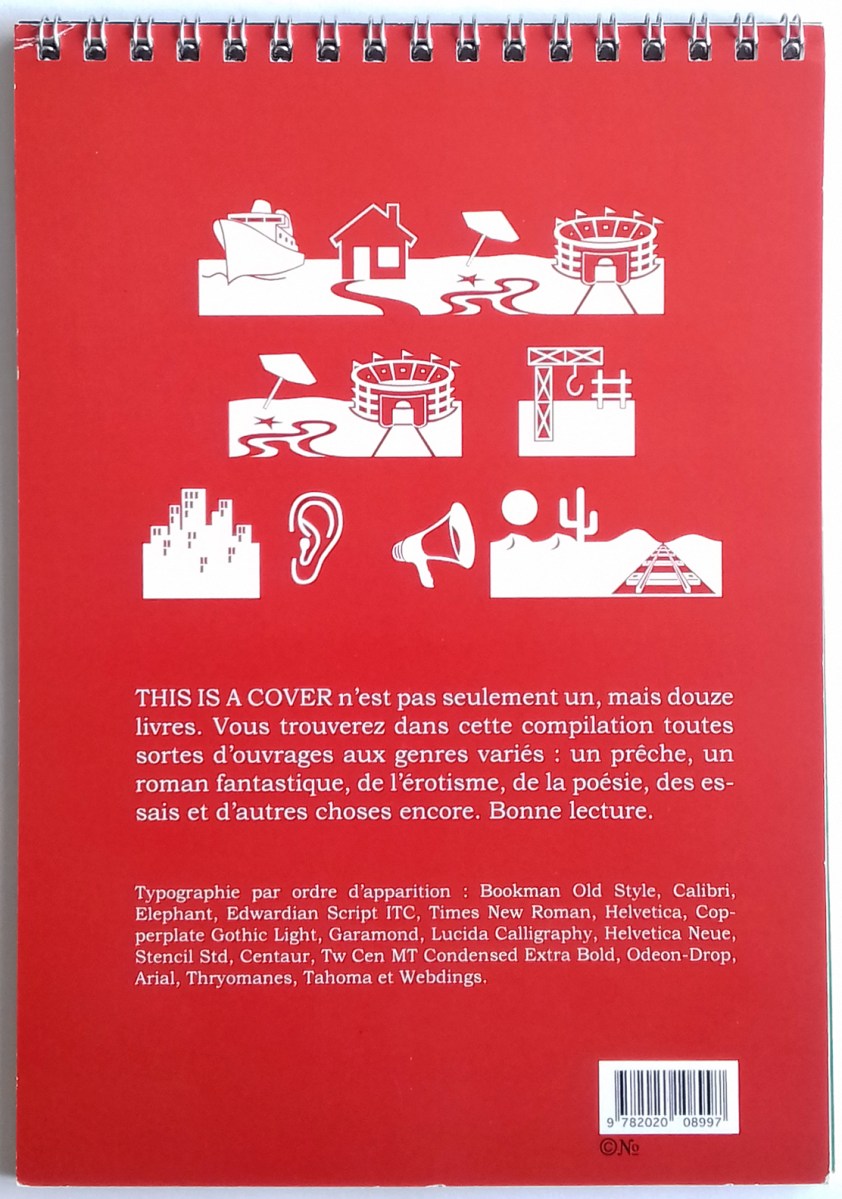 THIS IS A COVER n’est pas seulement un, mais douze
livres. Vous trouverez dans cette compilation toutes
sortes d’ouvrages aux genres variés : un prêche, un
roman fantastique, de l’érotisme, de la poésie, des es-
sais et d’autres choses encore. Bonne lecture.
Typographie par ordre d’apparition : Bookman Old Style, Calibri,
Elephant, Edwardian Script ITC, Times New Roman, Helvetica, Cop-
perplate Gothic Light, Garamond, Lucida Calligraphy, Helvetica Neue,
Stencil Std, Centaur, Tw Cen MT Condensed Extra Bold, Odeon-Drop,
Arial, Thryomanes, Tahoma et Webdings.
9 782020 08997
©№